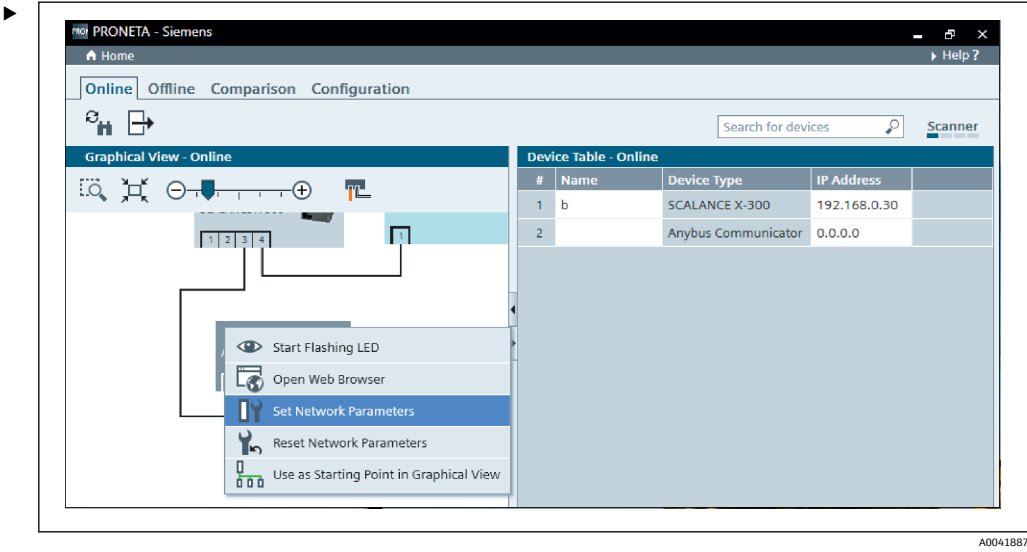 PRONETA - Siemens
Home
Help ?
Online Offline Comparison Configuration
Search for devices
Scanner
Graphical View - Online
Device Table - Online
# Name Device Type IP Address
1 b SCALANCE X-300 192.168.0.30
2 Anybus Communicator 0.0.0.0
1 2 3 4
1
Start Flashing LED
Open Web Browser
Set Network Parameters
Reset Network Parameters
Use as Starting Point in Graphical View
A0041887